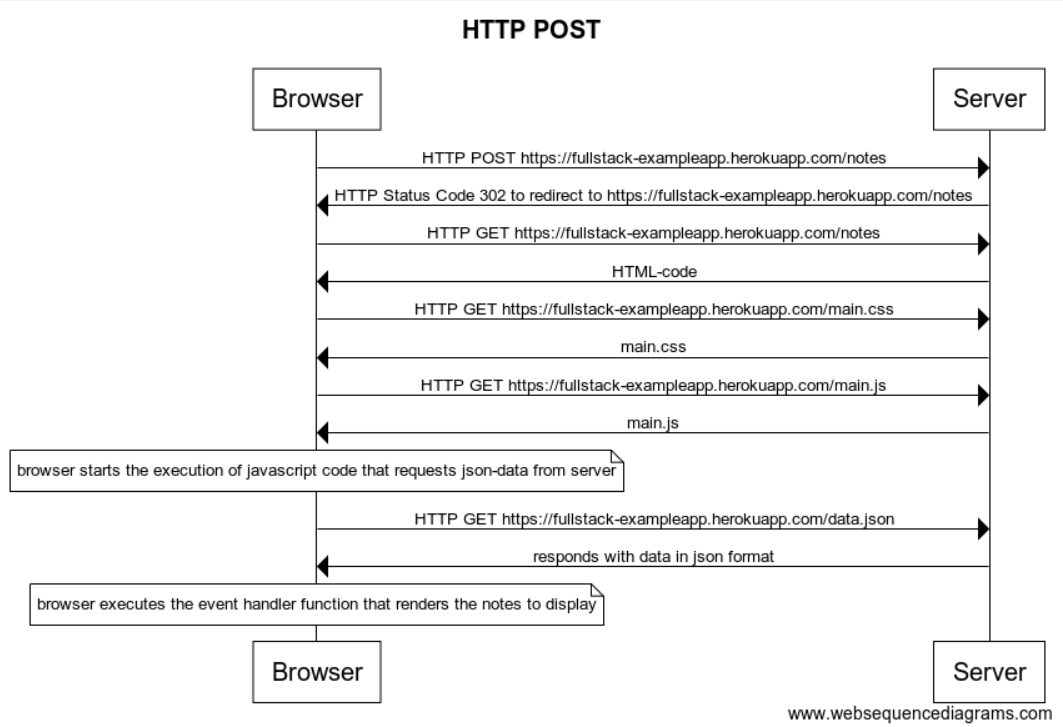 HTTP POST
Browser
Server
HTTP POST https://fullstack-exampleapp.herokuapp.com/notes
HTTP Status Code 302 to redirect to https://fullstack-exampleapp.herokuapp.com/notes
HTTP GET https://fullstack-exampleapp.herokuapp.com/notes
HTML-code
HTTP GET https://fullstack-exampleapp.herokuapp.com/main.css
main.css
HTTP GET https://fullstack-exampleapp.herokuapp.com/main.js
main.js
browser starts the execution of javascript code that requests json-data from server
HTTP GET https://fullstack-exampleapp.herokuapp.com/data.json
responds with data in json format
browser executes the event handler function that renders the notes to display
Browser
Server
www.websequencediagrams.com